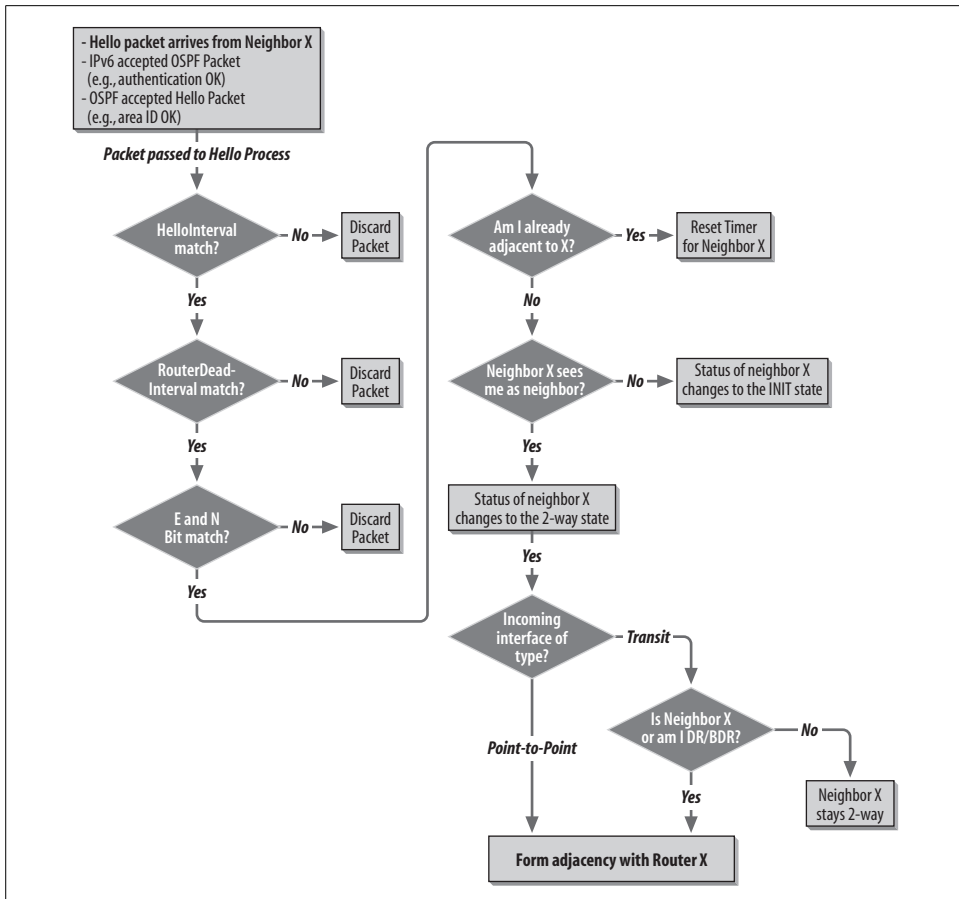 - Hello packet arrives from Neighbor X
- IPv6 accepted OSPF Packet
(e.g., authentication OK)
- OSPF accepted Hello Packet
(e.g., area ID OK)
Packet passed to Hello Process
HelloInterval
match?
No
Discard
Packet
Yes
RouterDead-
Interval match?
No
Discard
Packet
Yes
E and N
Bit match?
No
Discard
Packet
Yes
Am I already
adjacent to X?
Yes
Reset Timer
for Neighbor X
No
Neighbor X sees
me as neighbor?
No
Status of neighbor X
changes to the INIT state
Yes
Status of neighbor X
changes to the 2-way state
Yes
Incoming
interface of
type?
Transit
Is Neighbor X
or am I DR/BDR?
No
Neighbor X
stays 2-way
Point-to-Point
Yes
Form adjacency with Router X